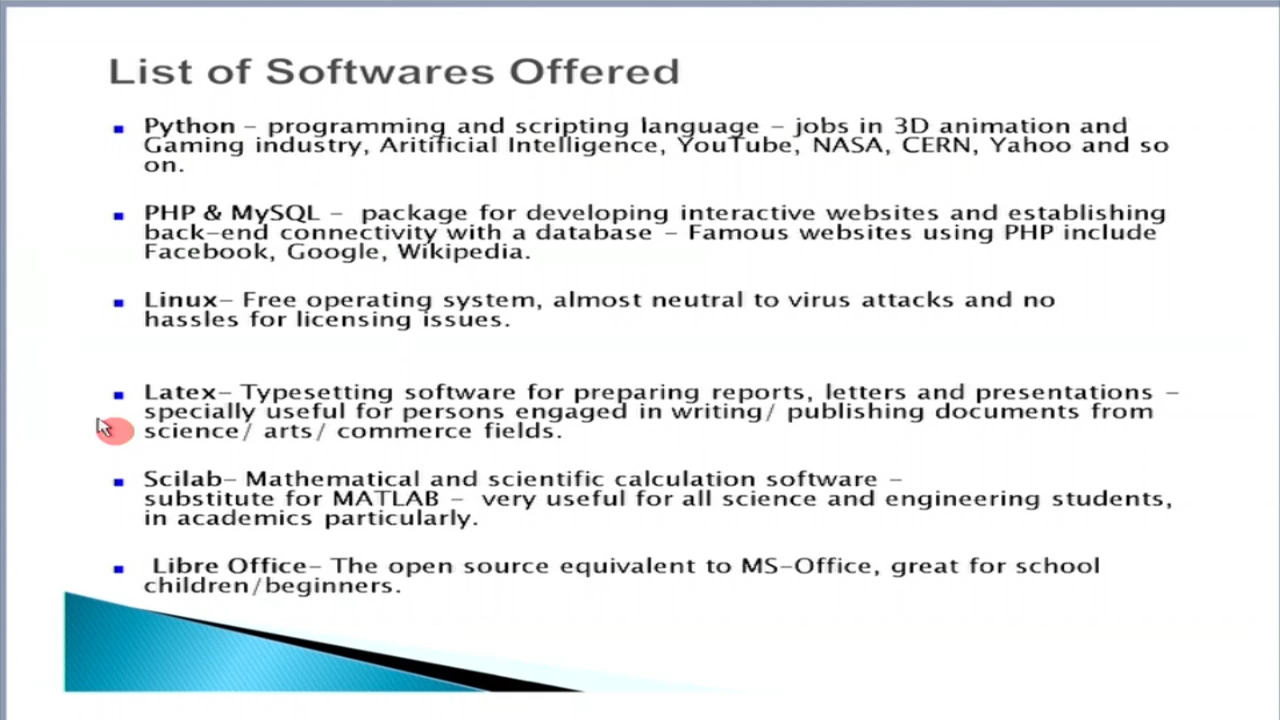 List of Softwares Offered
Python – programming and scripting language – jobs in 3D animation and
Gaming industry, Aritificial Intelligence, YouTube, NASA, CERN, Yahoo and so
on.
PHP & MySQL – package for developing interactive websites and establishing
back-end connectivity with a database – Famous websites using PHP include
Facebook, Google, Wikipedia.
Linux– Free operating system, almost neutral to virus attacks and no
hassles for licensing issues.
Latex– Typesetting software for preparing reports, letters and presentations –
specially useful for persons engaged in writing/ publishing documents from
science/ arts/ commerce fields.
Scilab– Mathematical and scientific calculation software –
substitute for MATLAB – very useful for all science and engineering students,
in academics particularly.
Libre Office– The open source equivalent to MS-Office, great for school
children/beginners.